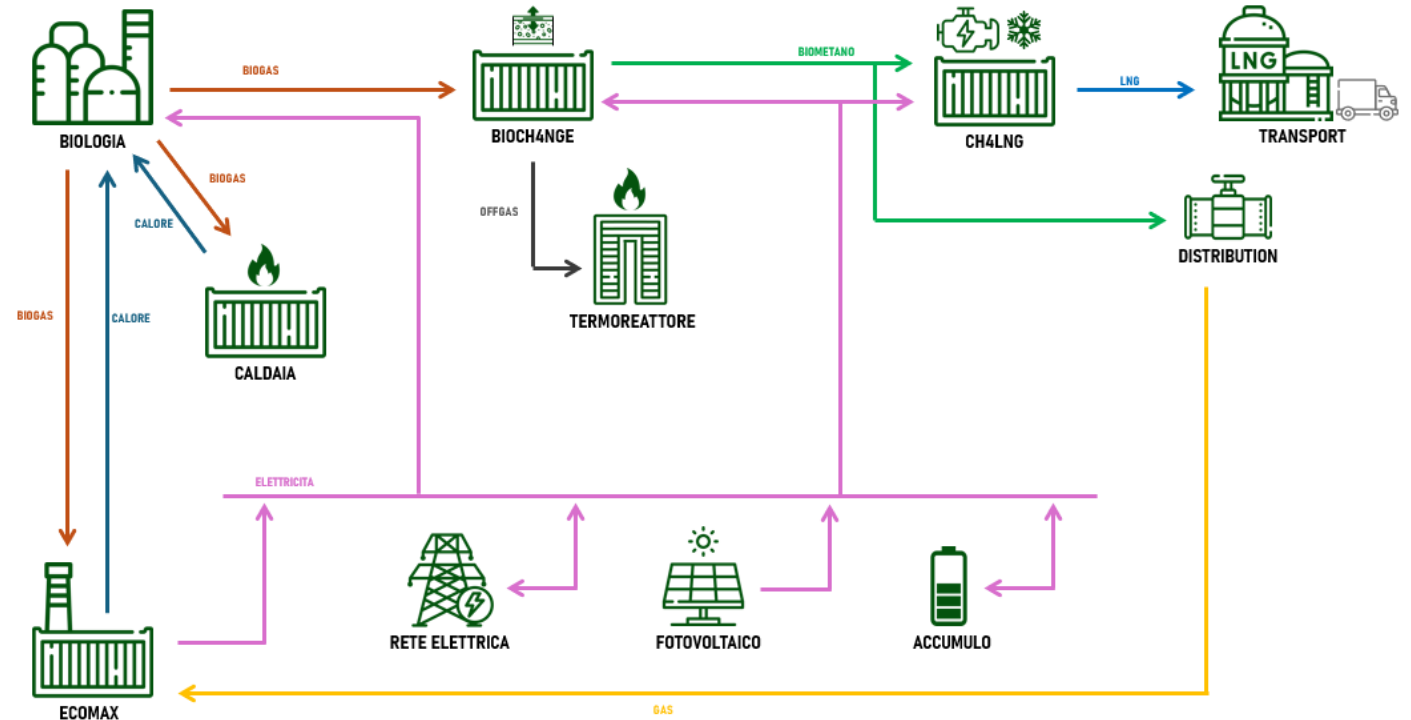 BIOMETANO
LNG
BIOGAS
LNG
BIOLOGIA
BIOCH4NGE
CH4LNG
TRANSPORT
BIOGAS
CALORE
OFFGAS
DISTRIBUTION
BIOGAS
CALORE
TERMOREATTORE
CALDAIA
ELETTRICITA
RETE ELETTRICA
FOTOVOLTAICO
ACCUMULO
ECOMAX
GAS